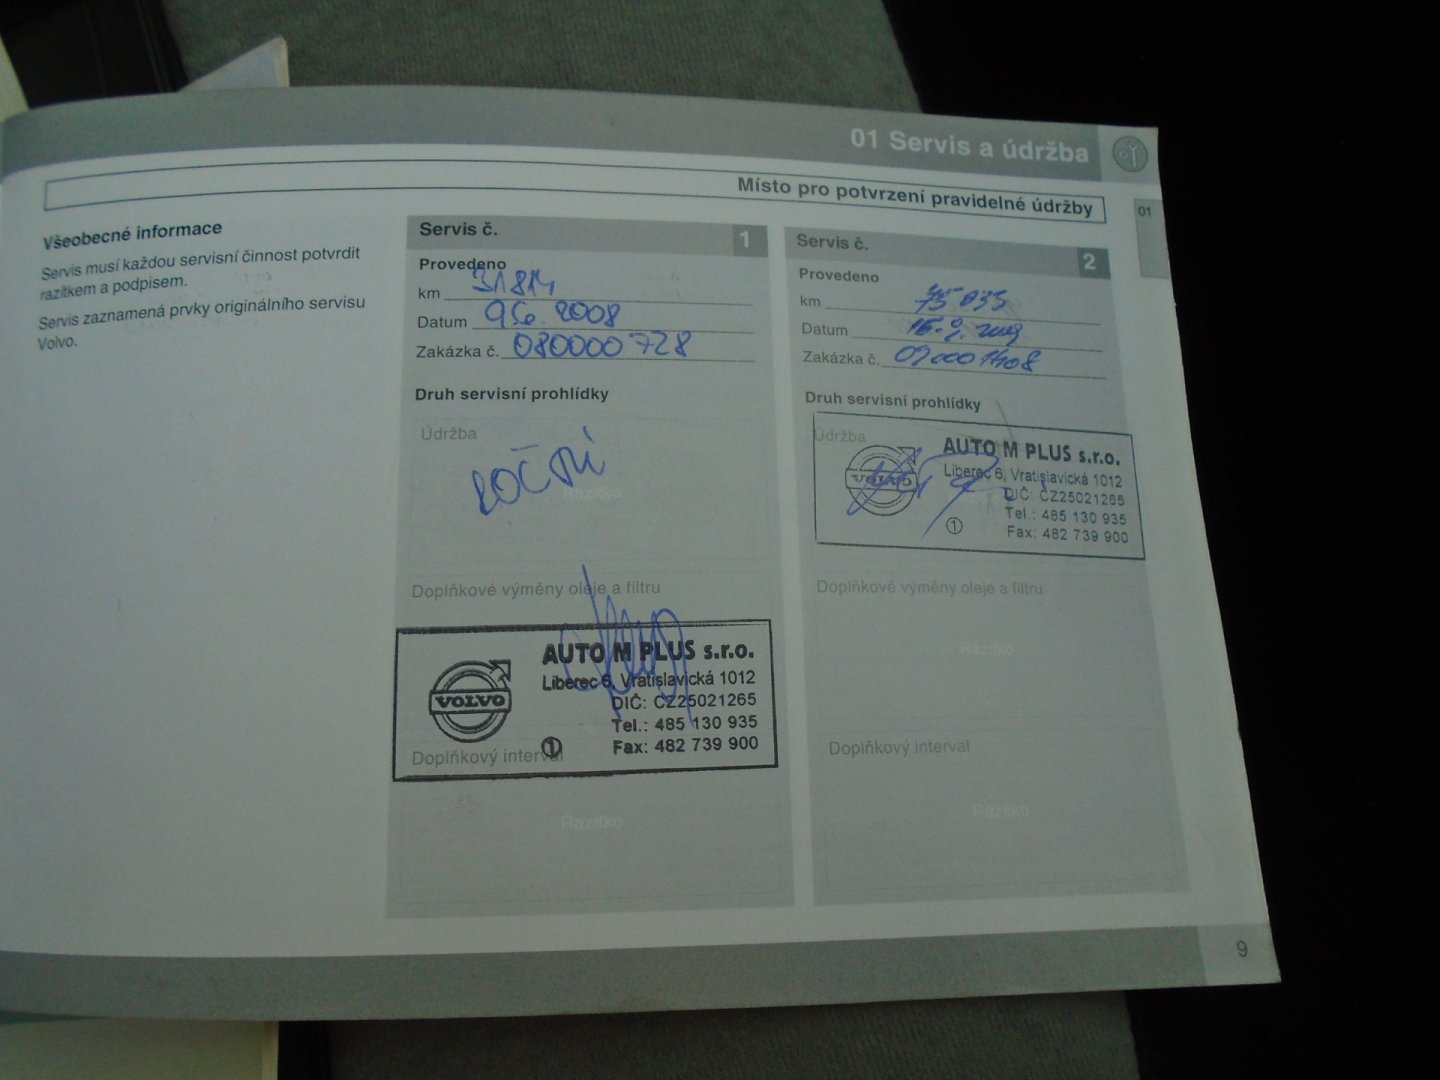 01 Servis a údržba
Místo pro potvrzení pravidelné údržby
01
Všeobecné informace
Servis musí každou servisní činnost potvrdit
razítkem a podpisem.
Servis zaznamená prvky originálního servisu
Volvo.
Servis č. 1
Provedeno
km 31814
Datum 9.6. 2008
Zakázka č. 080000728
Druh servisní prohlídky
Údržba
ROČNÍ
Razítko
Doplňkové výměny oleje a filtru
VOLVO
AUTO M PLUS s.r.o.
Liberec 6, Vratislavická 1012
DIČ: CZ25021265
Tel.: 485 130 935
Fax: 482 739 900
1
Doplňkový interval
Razítko
Servis č. 2
Provedeno
km 75 035
Datum
Zakázka č.
Druh servisní prohlídky
Údržba
VOLVO
AUTO M PLUS s.r.o.
Liberec 6, Vratislavická 1012
DIČ: CZ25021265
Tel.: 485 130 935
Fax: 482 739 900
1
Doplňkové výměny oleje a filtru
Razítko
Doplňkový interval
Razítko
9